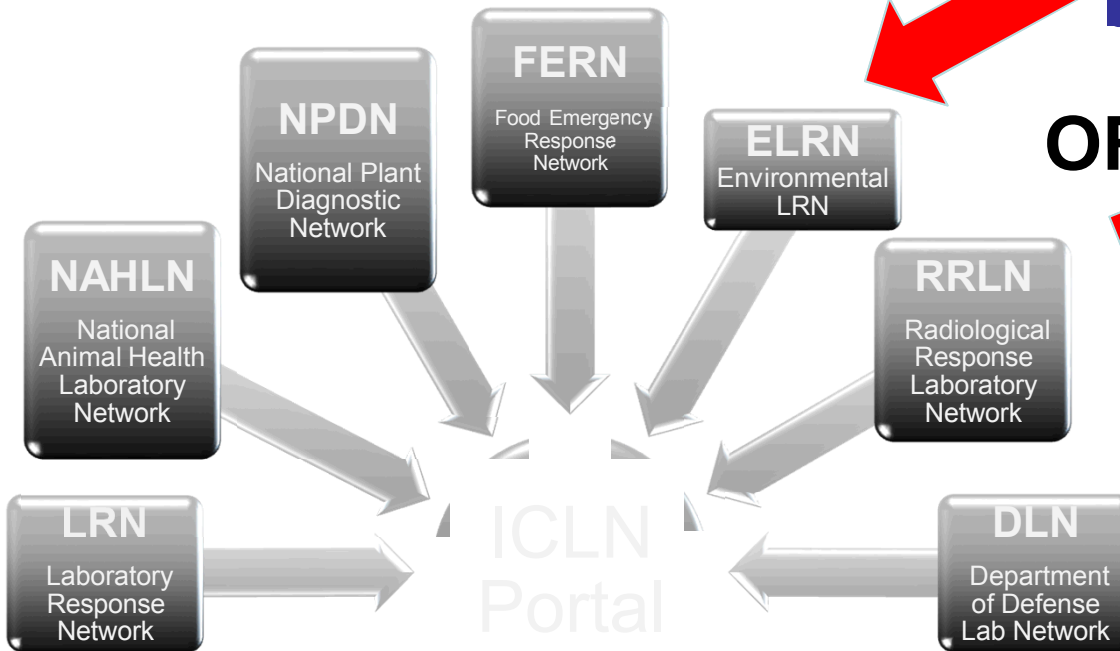 FERN
Food Emergency
Response
Network
NPDN
National Plant
Diagnostic
Network
ELRN
Environmental
LRN
NAHLN
National
Animal Health
Laboratory
Network
RRLN
Radiological
Response
Laboratory
Network
LRN
Laboratory
Response
Network
ICLN
Portal
DLN
Department
of Defense
Lab Network